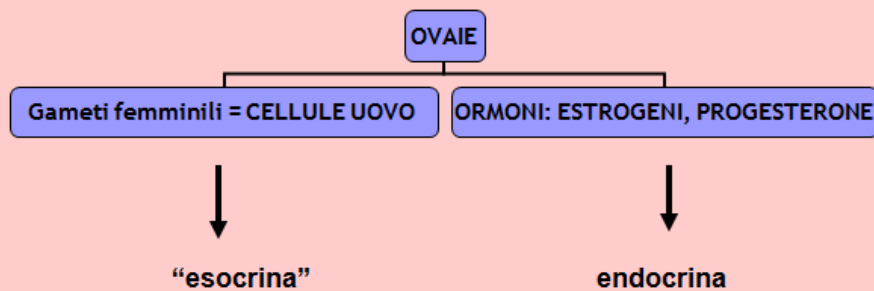 OVAIE
Gameti femminili = CELLULE UOVO
ORMONI: ESTROGENI, PROGESTERONE
“esocrina”
endocrina